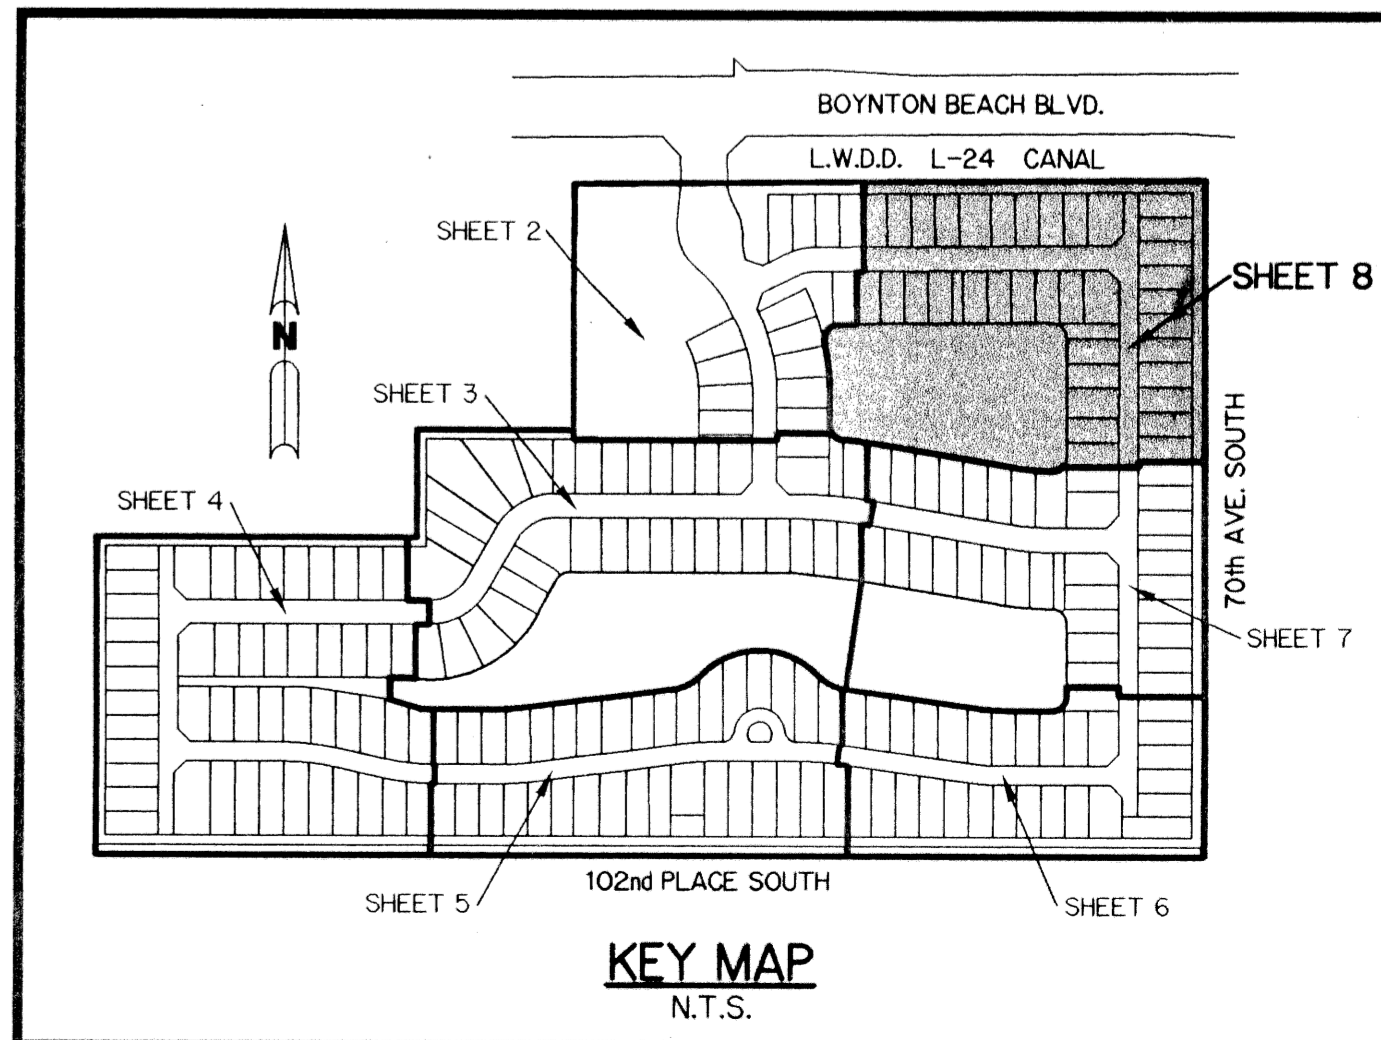 BOYNTON BEACH BLVD.
L.W.D.D. L-24 CANAL
SHEET 2
SHEET 8
N
SHEET 3
70th AVE. SOUTH
SHEET 4
SHEET 7
102nd PLACE SOUTH
SHEET 5
SHEET 6
KEY MAP
N.T.S.